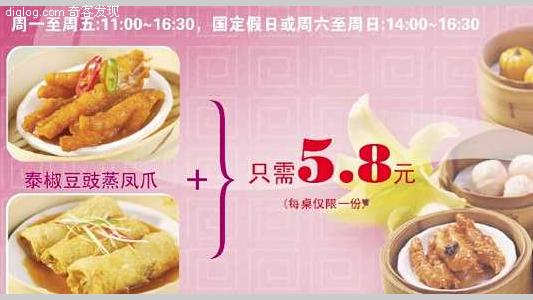 diglog.com 奇客发现
周一至周五:11:00~16:30，国定假日或周六至周日:14:00~16:30
泰椒豆豉蒸凤爪
+
只需5.8元
(每桌仅限一份)